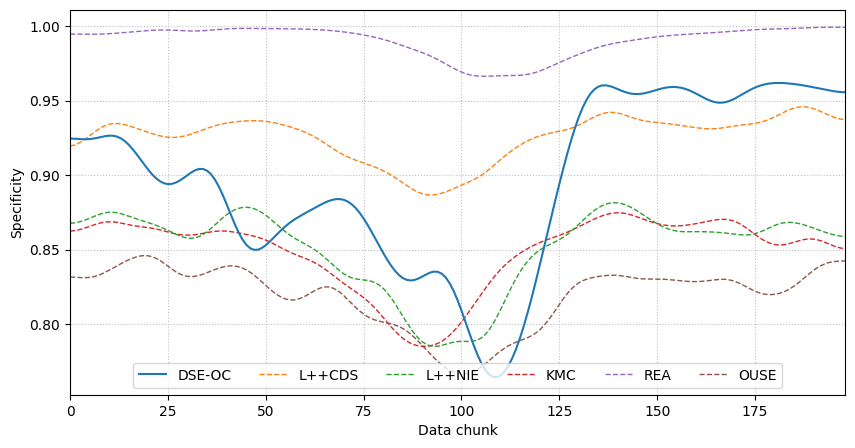 1.00
0.95
0.90
0.85
0.80
Specificity
DSE-OC L++CDS L++NIE KMC REA OUSE
0 25 50 75 100 125 150 175
Data chunk